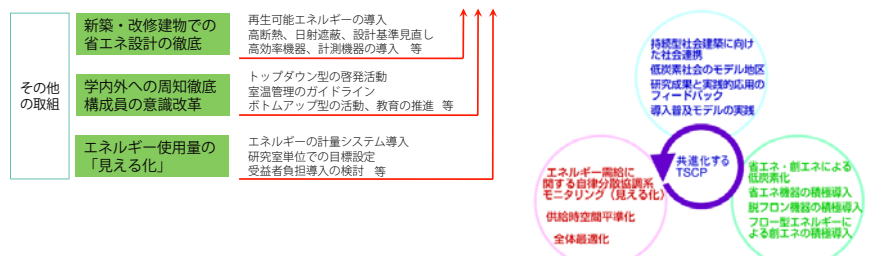 その他
の取組
新築・改修建物での
省エネ設計の徹底
再生可能エネルギーの導入
高断熱、日射遮蔽、設計基準見直し
高効率機器、計測機器の導入 等
学内外への周知徹底
構成員の意識改革
トップダウン型の啓発活動
室温管理のガイドライン
ボトムアップ型の活動、教育の推進 等
エネルギー使用量の
「見える化」
エネルギーの計量システム導入
研究室単位での目標設定
受益者負担導入の検討 等
持続型社会建築に向け
た社会連携
低炭素社会のモデル地区
研究成果と実践的応用の
フィードバック
導入普及モデルの実践
共進化する
TSCP
エネルギー需給に
関する自律分散協調系
モニタリング（見える化）
供給時空間平準化
全体最適化
省エネ・創エネによる
低炭素化
省エネ機器の積極導入
脱フロン機器の積極導入
フロー型エネルギーに
よる創エネの積極導入